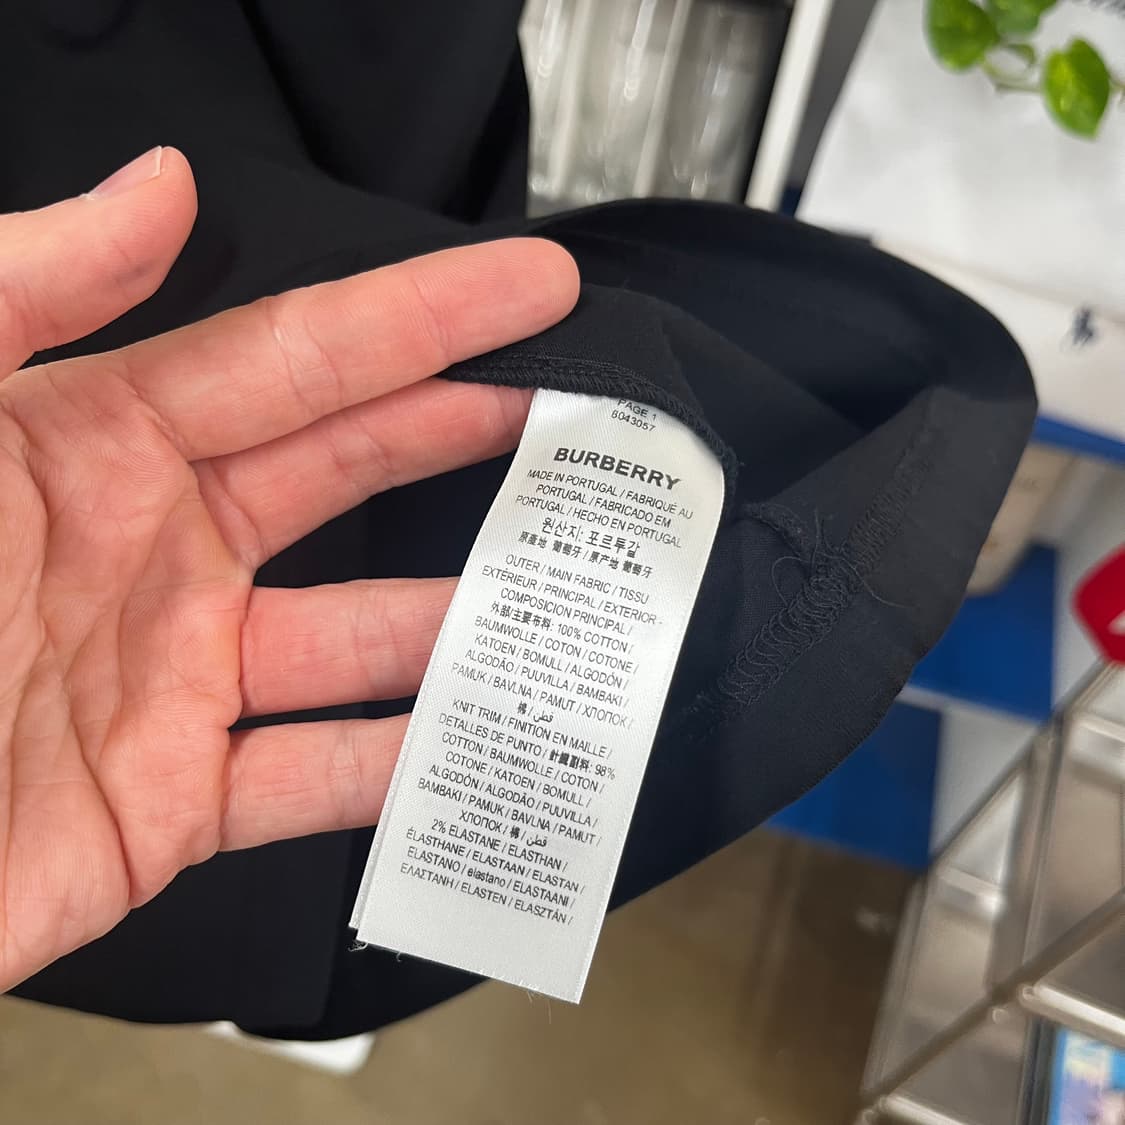 PAGE 1
8043057
BURBERRY
MADE IN PORTUGAL / FABRIQUÉ AU
PORTUGAL / FABRICADO EM
PORTUGAL / HECHO EN PORTUGAL
원산지: 포르투갈
原產地 葡萄牙 / 原产地 葡萄牙
OUTER / MAIN FABRIC / TISSU
EXTÉRIEUR / PRINCIPAL / EXTERIOR -
COMPOSICIÓN PRINCIPAL /
外部/主要布料: 100% COTTON /
BAUMWOLLE / COTON / COTONE /
KATOEN / BOMULL / ALGODÓN /
ALGODÃO / PUUVILLA / BAMBAKI /
PAMUK / BAVLNA / PAMUT / ХЛОПОК /
棉 / قطن /
KNIT TRIM / FINITION EN MAILLE /
DETALLES DE PUNTO / 針織副料: 98%
COTTON / BAUMWOLLE / COTON /
COTONE / KATOEN / BOMULL /
ALGODÓN / ALGODÃO / PUUVILLA /
BAMBAKI / PAMUK / BAVLNA / PAMUT /
ХЛОПОК / 棉 / قطن /
2% ELASTANE / ELASTHAN /
ÉLASTHANE / ELASTAAN / ELASTAN /
ELASTANO / elastano / ELASTAANI /
ΕΛΑΣΤΑΝΗ / ELASTEN / ELASZTÁN /